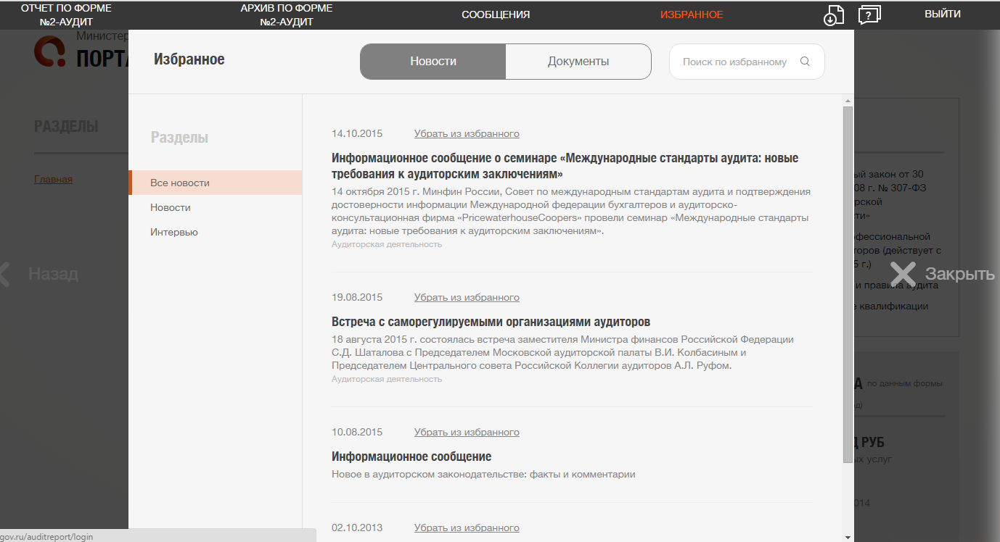 ОТЧЕТ ПО ФОРМЕ
№2-АУДИТ
АРХИВ ПО ФОРМЕ
№2-АУДИТ
СООБЩЕНИЯ
ИЗБРАННОЕ
?
ВЫЙТИ
Министер
ПОРТА
РАЗДЕЛЫ
Главная
Назад
Избранное
Новости
Документы
Поиск по избранному
Разделы
Все новости
Новости
Интервью
14.10.2015 Убрать из избранного
Информационное сообщение о семинаре «Международные стандарты аудита: новые
требования к аудиторским заключениям»
14 октября 2015 г. Минфин России, Совет по международным стандартам аудита и подтверждения
достоверности информации Международной федерации бухгалтеров и аудиторско-
консультационная фирма «PricewaterhouseCoopers» провели семинар «Международные стандарты
аудита: новые требования к аудиторским заключениям».
Аудиторская деятельность
19.08.2015 Убрать из избранного
Встреча с саморегулируемыми организациями аудиторов
18 августа 2015 г. состоялась встреча заместителя Министра финансов Российской Федерации
С.Д. Шаталова с Председателем Московской аудиторской палаты В.И. Колбасиным и
Председателем Центрального совета Российской Коллегии аудиторов А.Л. Руфом.
Аудиторская деятельность
10.08.2015 Убрать из избранного
Информационное сообщение
Новое в аудиторском законодательстве: факты и комментарии
02.10.2013 Убрать из избранного
ый закон от 30
08 г. № 307-ФЗ
рской
сти»
офессиональной
торов (действует с
5 г.)
Закрыть
и правила аудита
е квалификации
А по данным формы
д)
Д РУБ
ых услуг
014
gov.ru/auditreport/login